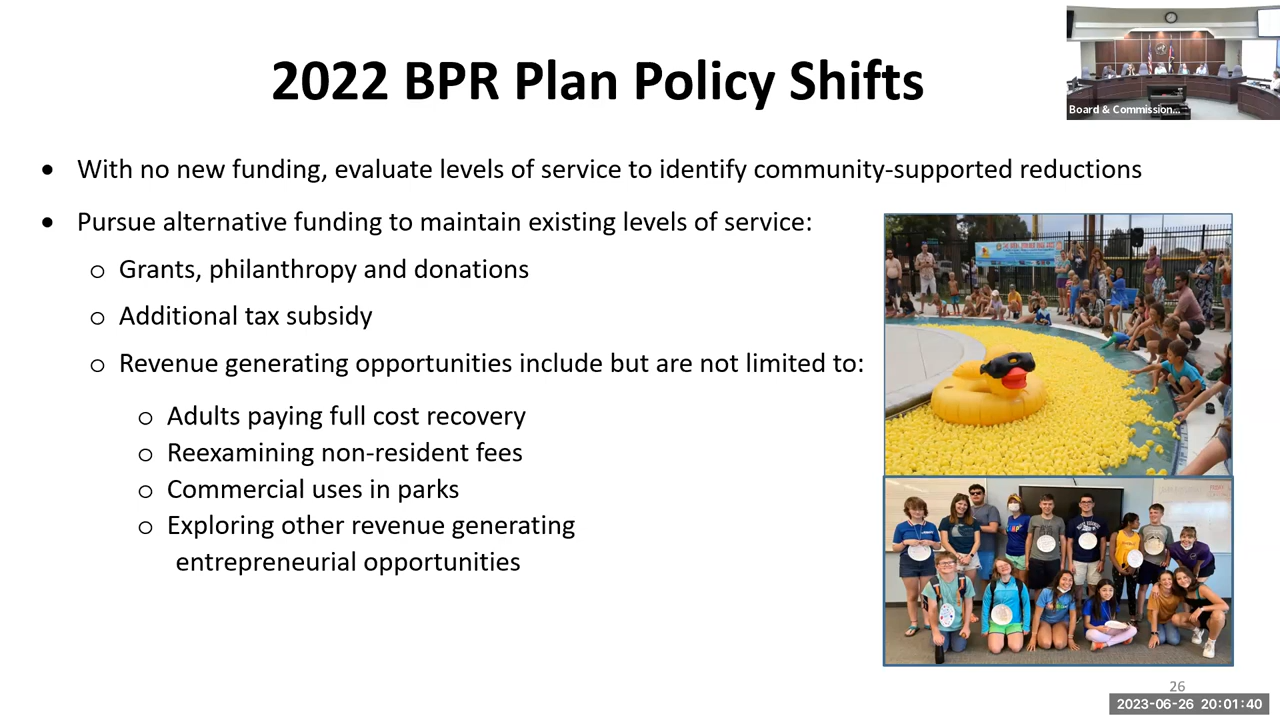 2022 BPR Plan Policy Shifts
Board & Commission...
• With no new funding, evaluate levels of service to identify community-supported reductions
• Pursue alternative funding to maintain existing levels of service:
o Grants, philanthropy and donations
o Additional tax subsidy
o Revenue generating opportunities include but are not limited to:
o Adults paying full cost recovery
o Reexamining non-resident fees
o Commercial uses in parks
o Exploring other revenue generating
entrepreneurial opportunities
26
2023-06-26 20:01:40